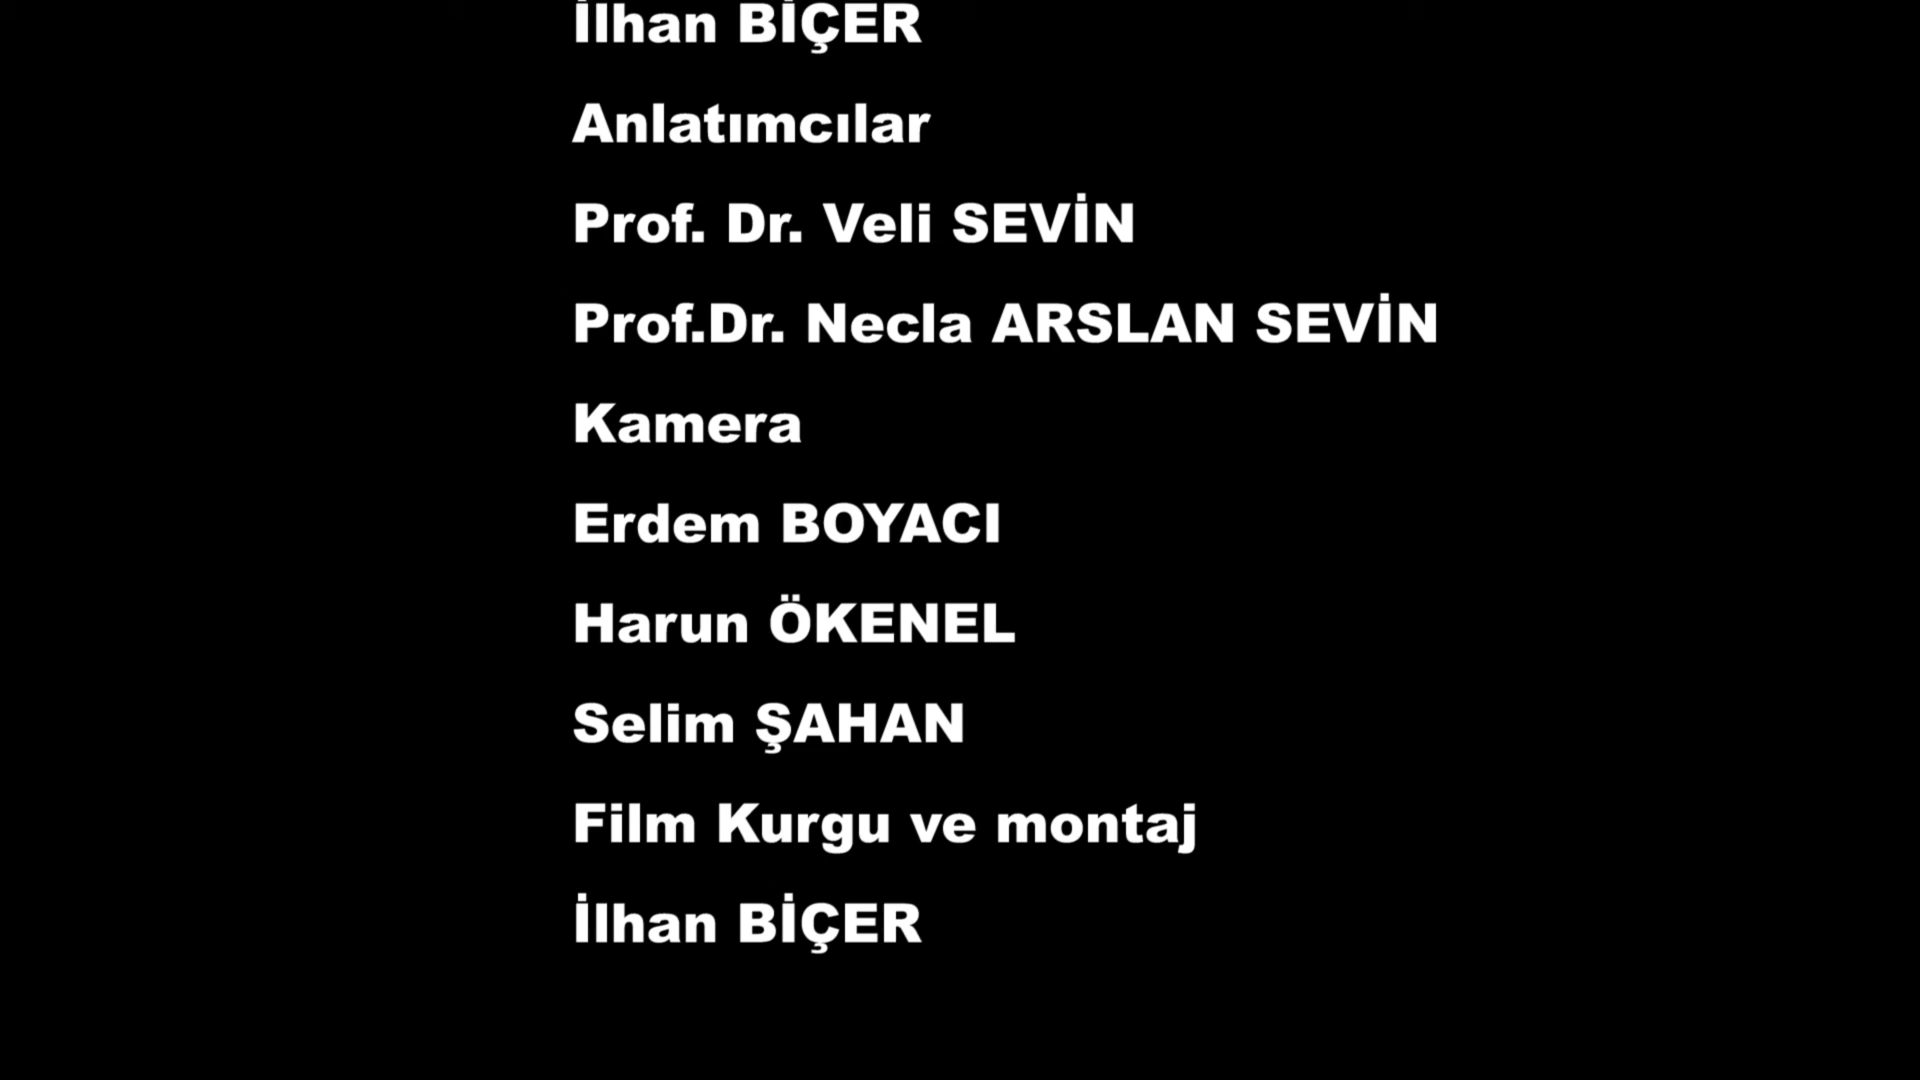 İlhan BİÇER
Anlatımcılar
Prof. Dr. Veli SEVİN
Prof.Dr. Necla ARSLAN SEVİN
Kamera
Erdem BOYACI
Harun ÖKENEL
Selim ŞAHAN
Film Kurgu ve montaj
İlhan BİÇER